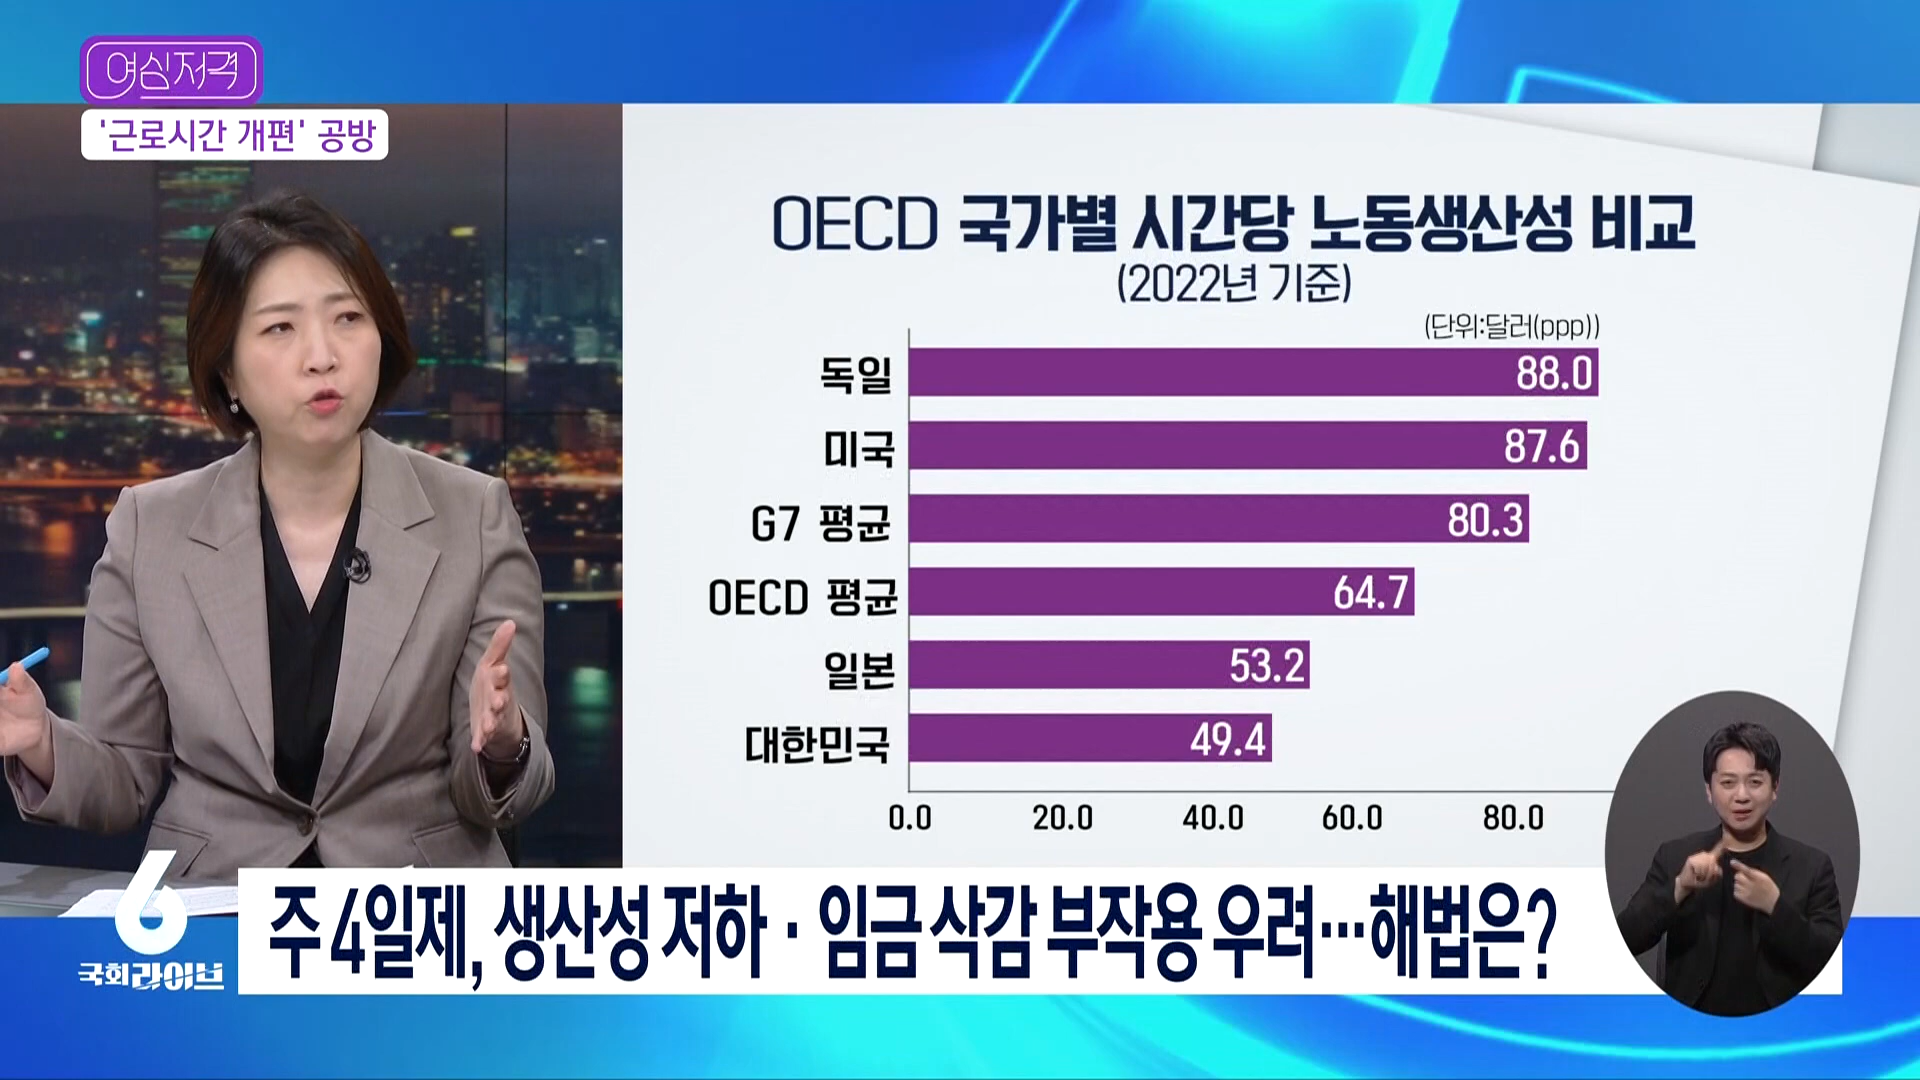 여심저격
'근로시간 개편' 공방
OECD 국가별 시간당 노동생산성 비교
(2022년 기준)
(단위:달러(ppp))
독일 88.0
미국 87.6
G7 평균 80.3
OECD 평균 64.7
일본 53.2
대한민국 49.4
0.0 20.0 40.0 60.0 80.0
6
국회라이브
주 4일제, 생산성 저하·임금 삭감 부작용 우려…해법은?